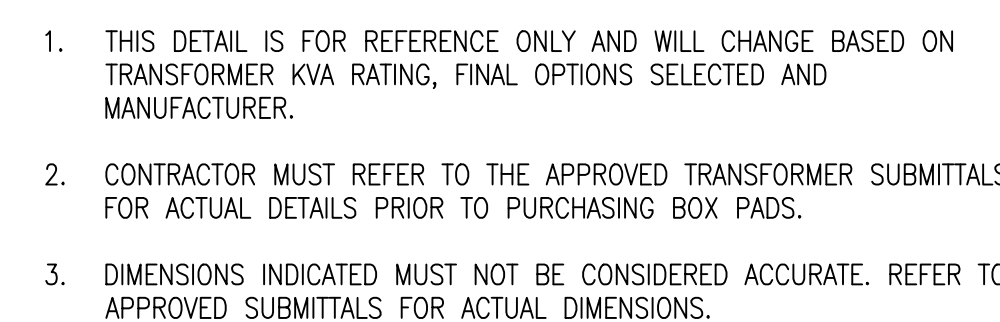 1. THIS DETAIL IS FOR REFERENCE ONLY AND WILL CHANGE BASED ON
TRANSFORMER KVA RATING, FINAL OPTIONS SELECTED AND
MANUFACTURER.
2. CONTRACTOR MUST REFER TO THE APPROVED TRANSFORMER SUBMITTALS
FOR ACTUAL DETAILS PRIOR TO PURCHASING BOX PADS.
3. DIMENSIONS INDICATED MUST NOT BE CONSIDERED ACCURATE. REFER TO
APPROVED SUBMITTALS FOR ACTUAL DIMENSIONS.